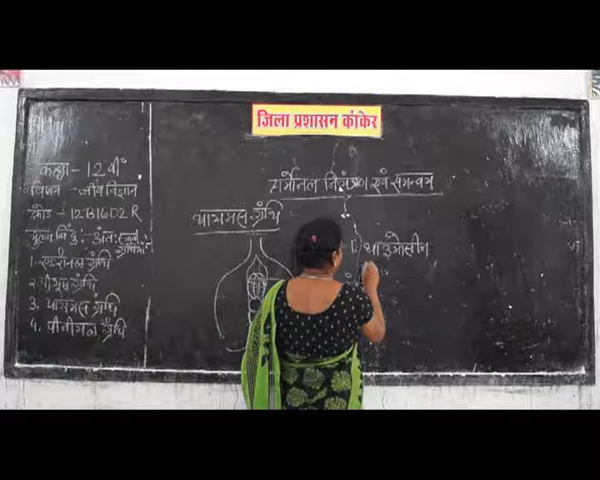 जिला प्रशासन कांकेर
कक्षा - 12 वीं
विषय - जीव विज्ञान
कोड - 12B16D2R
मुख्य बिंदु : अंतः स्त्रावी ग्रंथियां
1. एड्रीनल ग्रंथि
2. पीयूष ग्रंथि
3. थायमस ग्रंथि
4. पीनीयल ग्रंथि
हार्मोनल नियंत्रण एवं समन्वय
थायमस ग्रंथि
1. थाइमोसीन